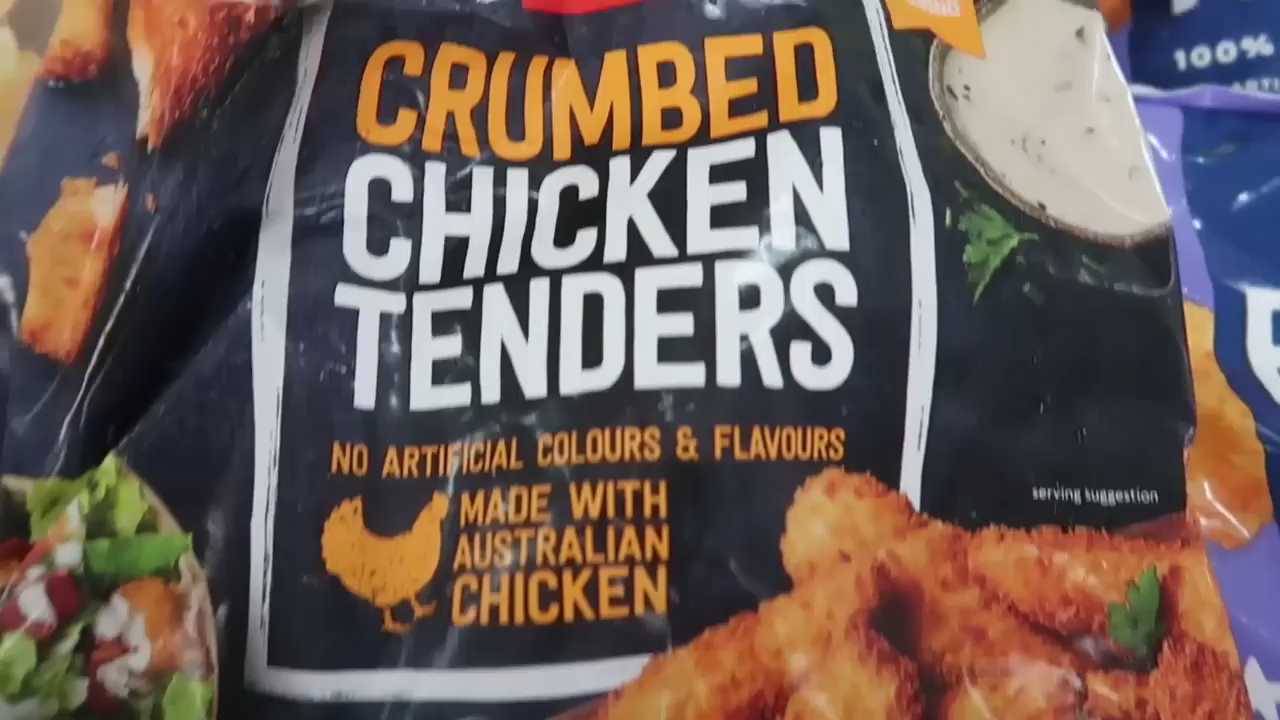 CRUMBED
CHICKEN
TENDERS
NO ARTIFICIAL COLOURS & FLAVOURS
MADE WITH
AUSTRALIAN
CHICKEN
serving suggestion
100%